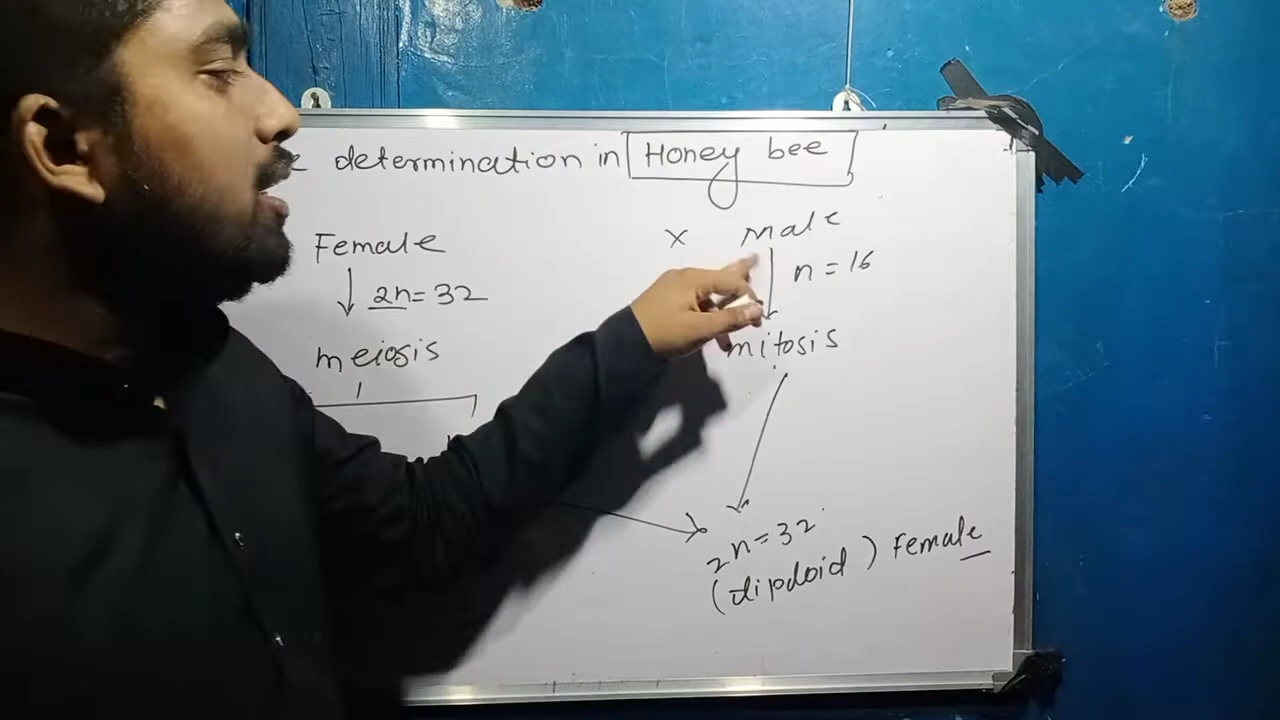 determination in Honey bee
Female x Male
2n = 32 n = 16
meiosis mitosis
2n = 32
(diploid) Female